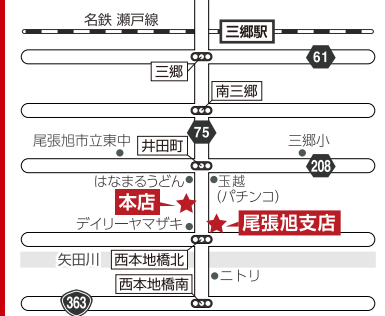 名鉄 瀬戸線
三郷駅
61
三郷
南三郷
75
尾張旭市立東中
井田町
三郷小
208
はなまるうどん
玉越
(パチンコ)
本店
デイリーヤマザキ
尾張旭支店
矢田川
西本地橋北
西本地橋南
ニトリ
363